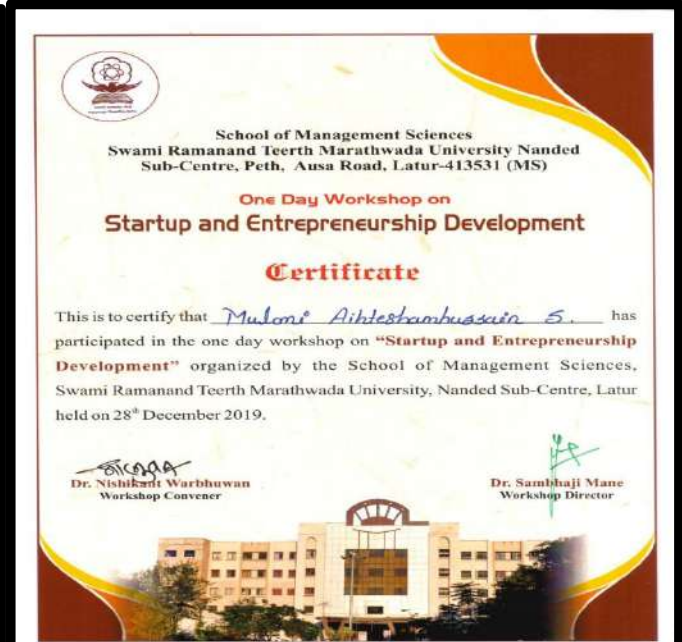 School of Management Sciences
Swami Ramanand Teerth Marathwada University Nanded
Sub-Centre, Peth, Ausa Road, Latur-413531 (MS)
One Day Workshop on
Startup and Entrepreneurship Development
Certificate
This is to certify that Mulani Aihteshamhussain S. has
participated in the one day workshop on “Startup and Entrepreneurship
Development” organized by the School of Management Sciences,
Swami Ramanand Teerth Marathwada University, Nanded Sub-Centre, Latur
held on 28th December 2019.
Dr. Nishikant Warbhuwan
Workshop Convener
Dr. Sambhaji Mane
Workshop Director